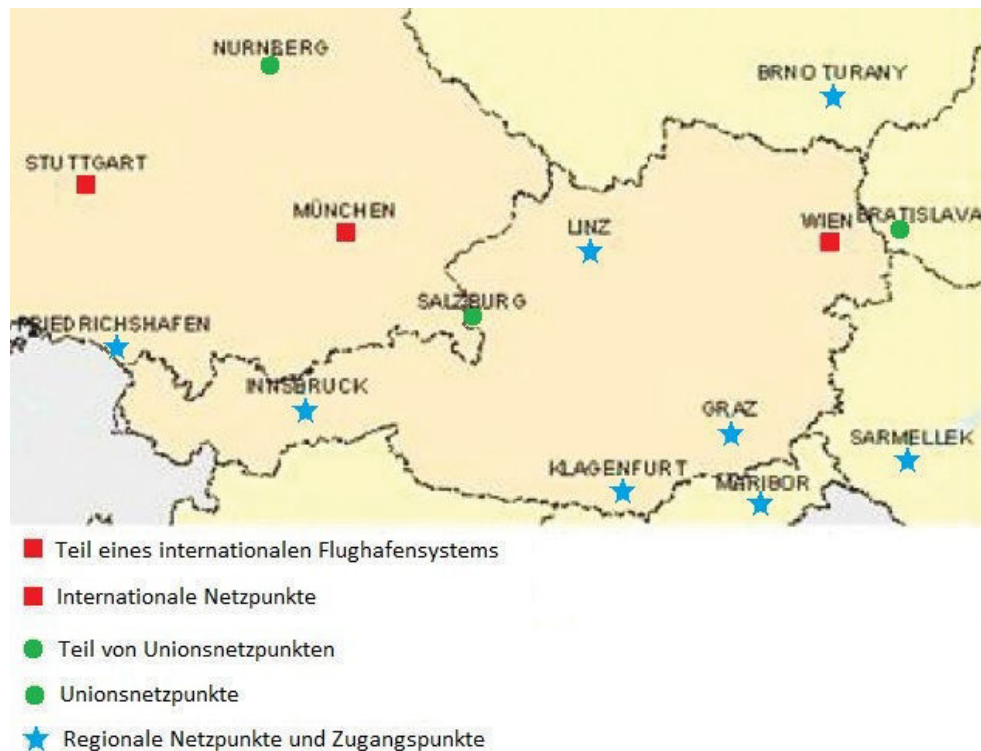 NURNBERG
BRNO TURANY
STUTTGART
MÜNCHEN
LINZ
WIEN
BRATISLAVA
SALZBURG
FRIEDRICHSHAFEN
INNSBRUCK
GRAZ
SARMELLEK
KLAGENFURT
MARIBOR
Teil eines internationalen Flughafensystems
Internationale Netzpunkte
Teil von Unionsnetzpunkten
Unionsnetzpunkte
Regionale Netzpunkte und Zugangspunkte